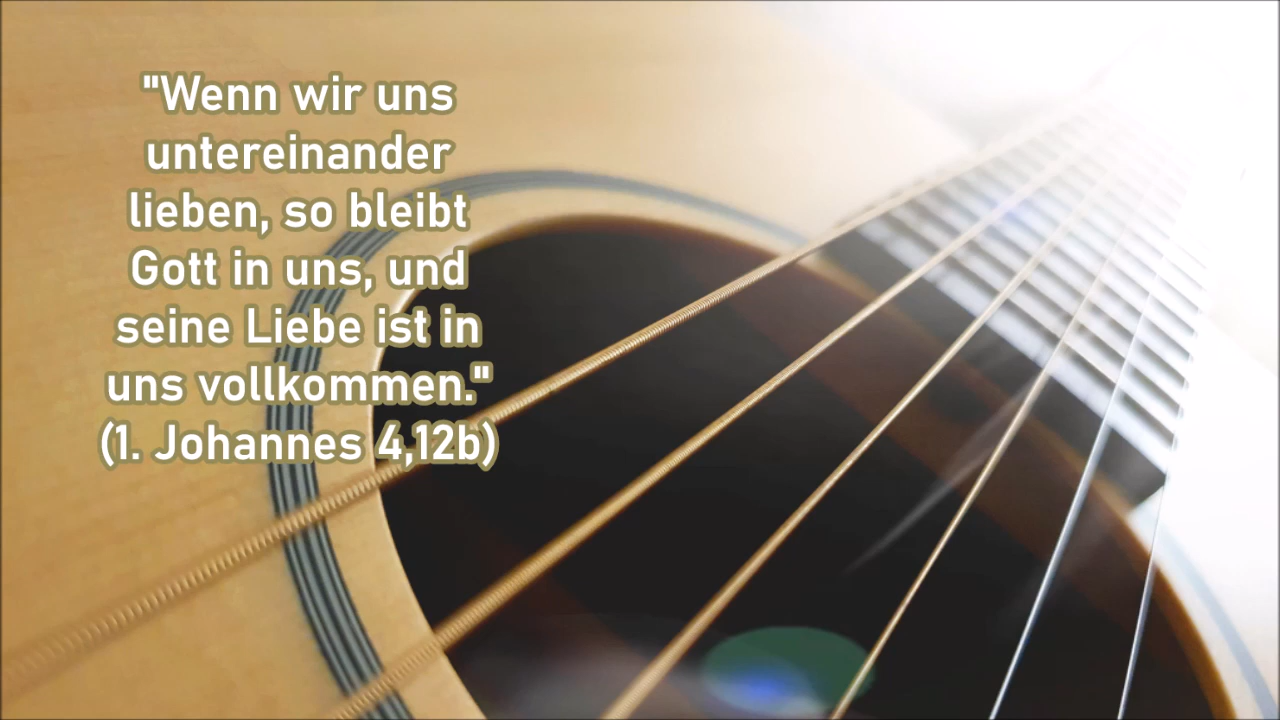 "Wenn wir uns
untereinander
lieben, so bleibt
Gott in uns, und
seine Liebe ist in
uns vollkommen."
(1. Johannes 4,12b)